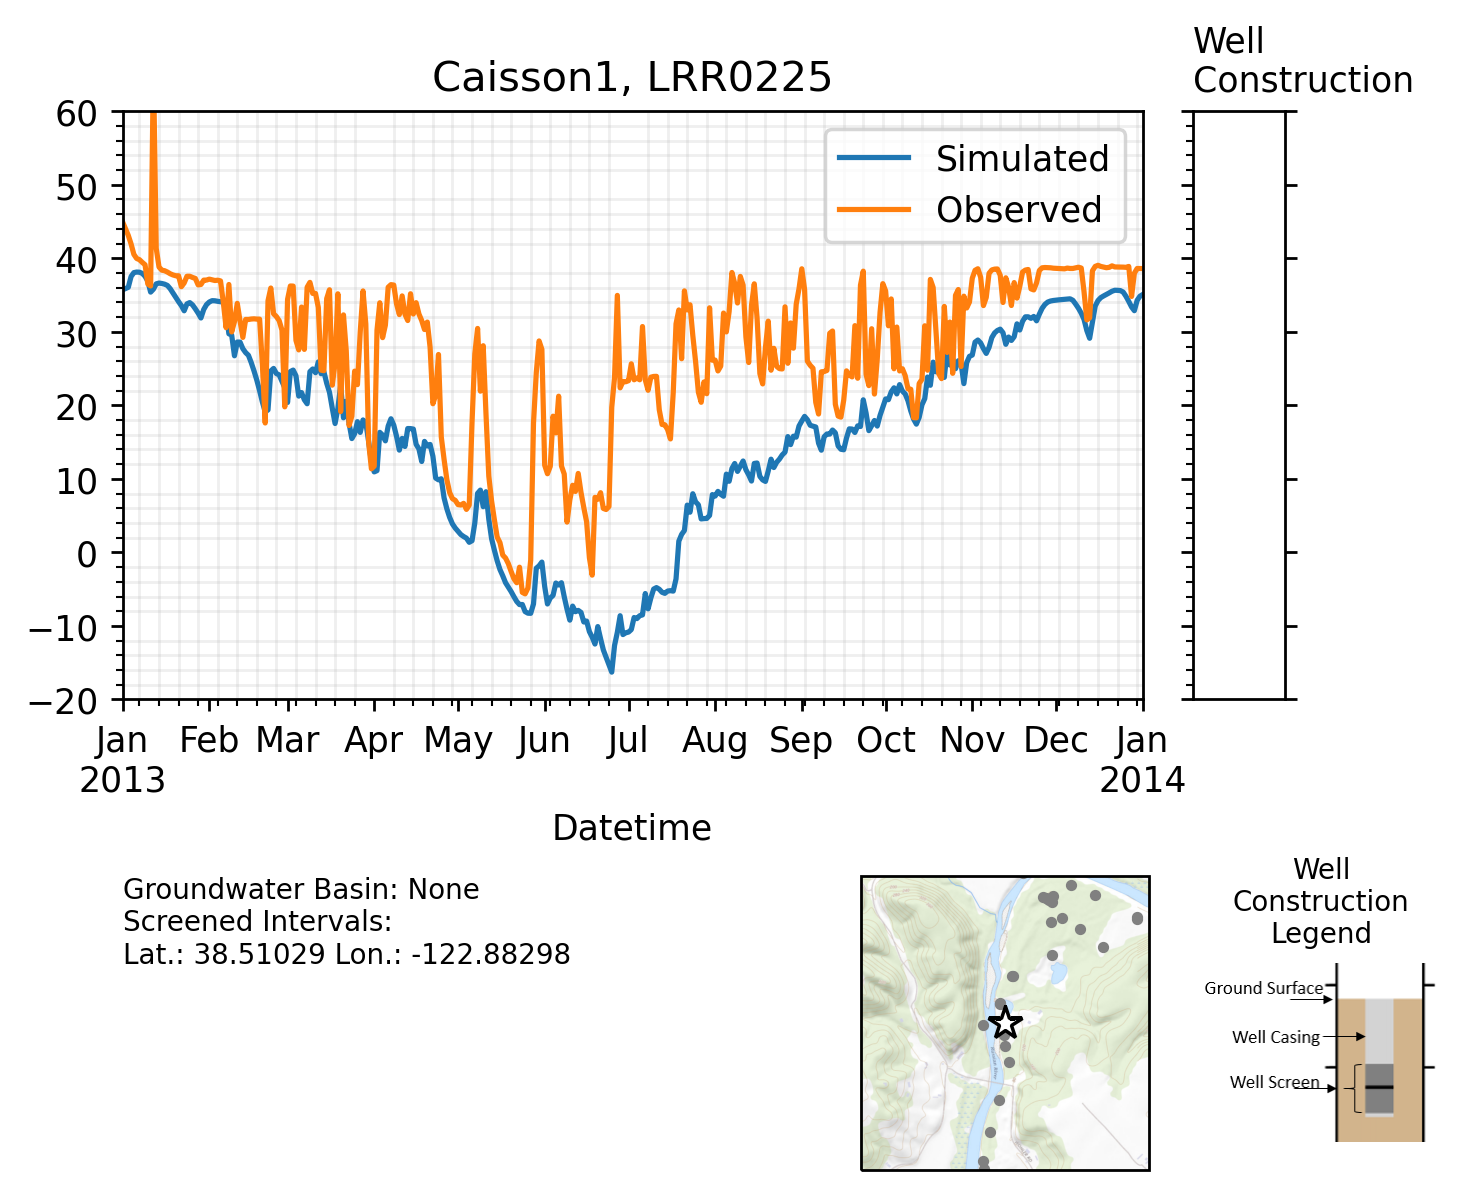 Well
Construction
Caisson1, LRR0225
60
50
40
30
20
10
0
−10
−20
Simulated
Observed
Jan
2013
Feb
Mar
Apr
May
Jun
Jul
Aug
Sep
Oct
Nov
Dec
Jan
2014
Datetime
Groundwater Basin: None
Screened Intervals:
Lat.: 38.51029 Lon.: -122.88298
Well
Construction
Legend
Ground Surface
Well Casing
Well Screen